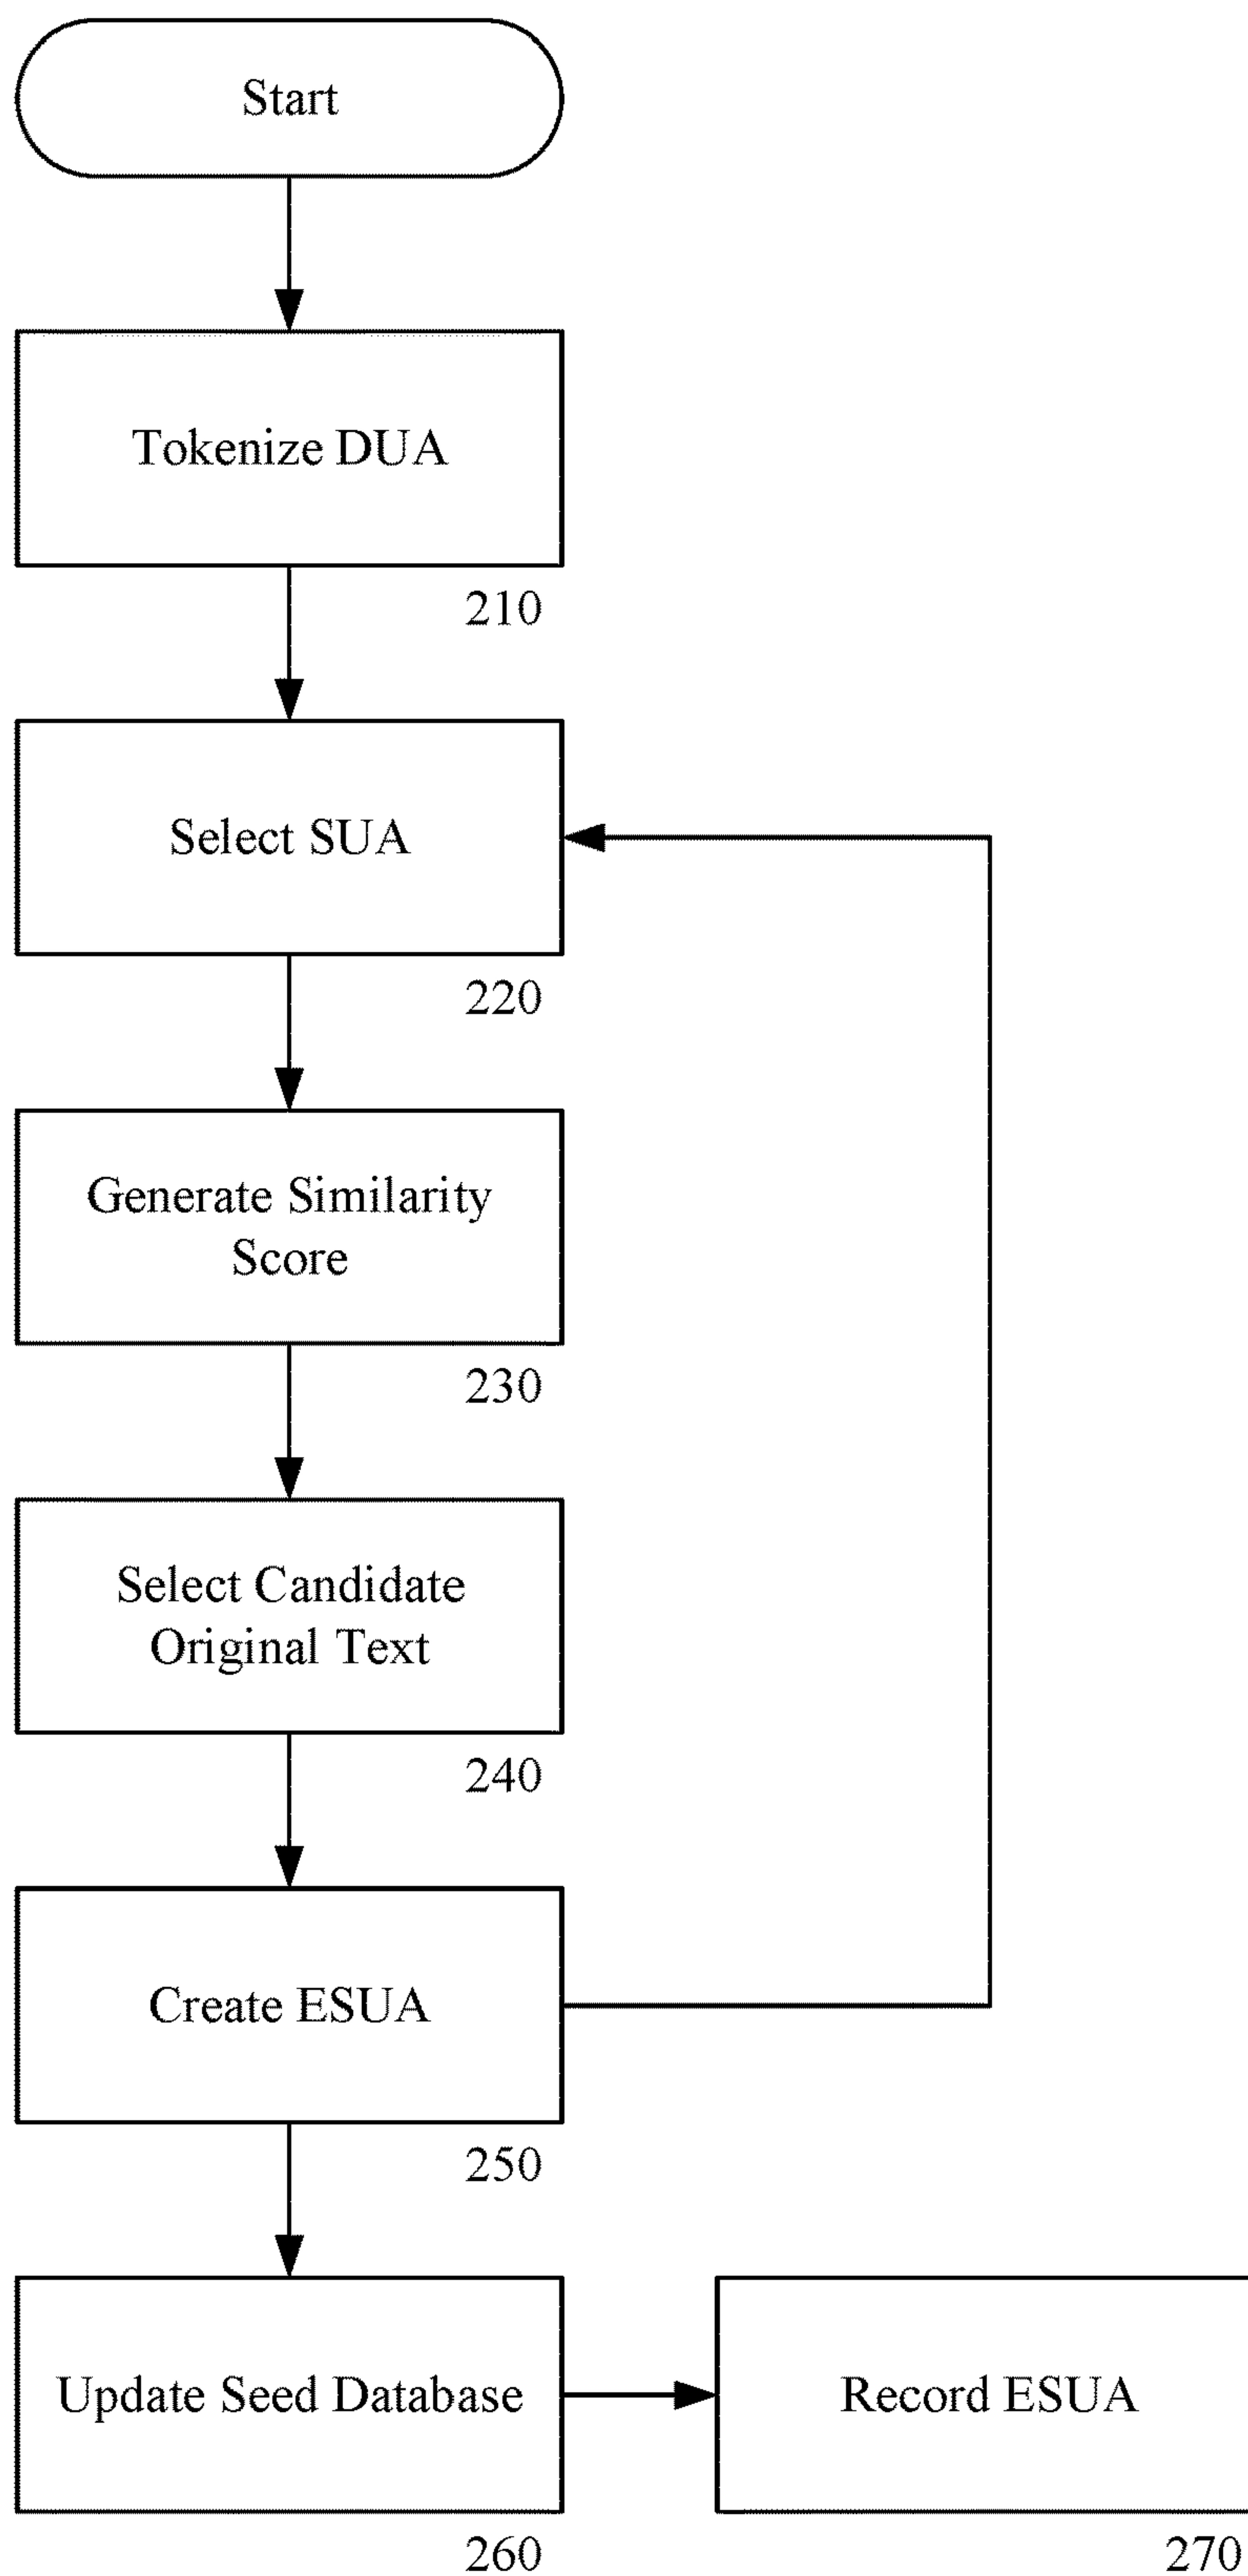 Start
Tokenize DUA
210
Select SUA
220
Generate Similarity
Score
230
Select Candidate
Original Text
240
Create ESUA
250
Update Seed Database
260
Record ESUA
270